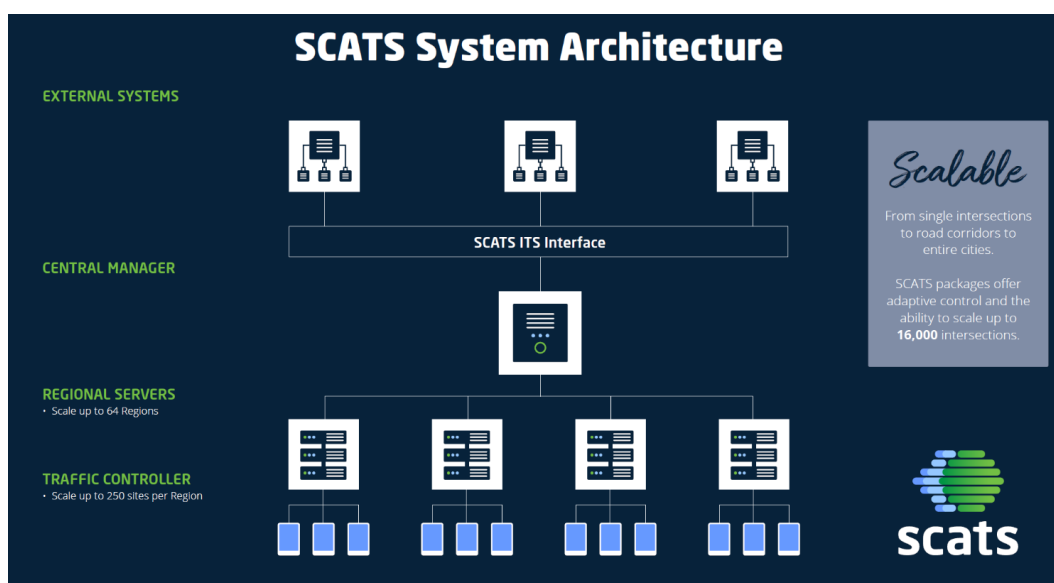 SCATS System Architecture
EXTERNAL SYSTEMS
SCATS ITS Interface
CENTRAL MANAGER
REGIONAL SERVERS
• Scale up to 64 Regions
TRAFFIC CONTROLLER
• Scale up to 250 sites per Region
Scalable
From single intersections
to road corridors to
entire cities.
SCATS packages offer
adaptive control and the
ability to scale up to
16,000 intersections.
scats